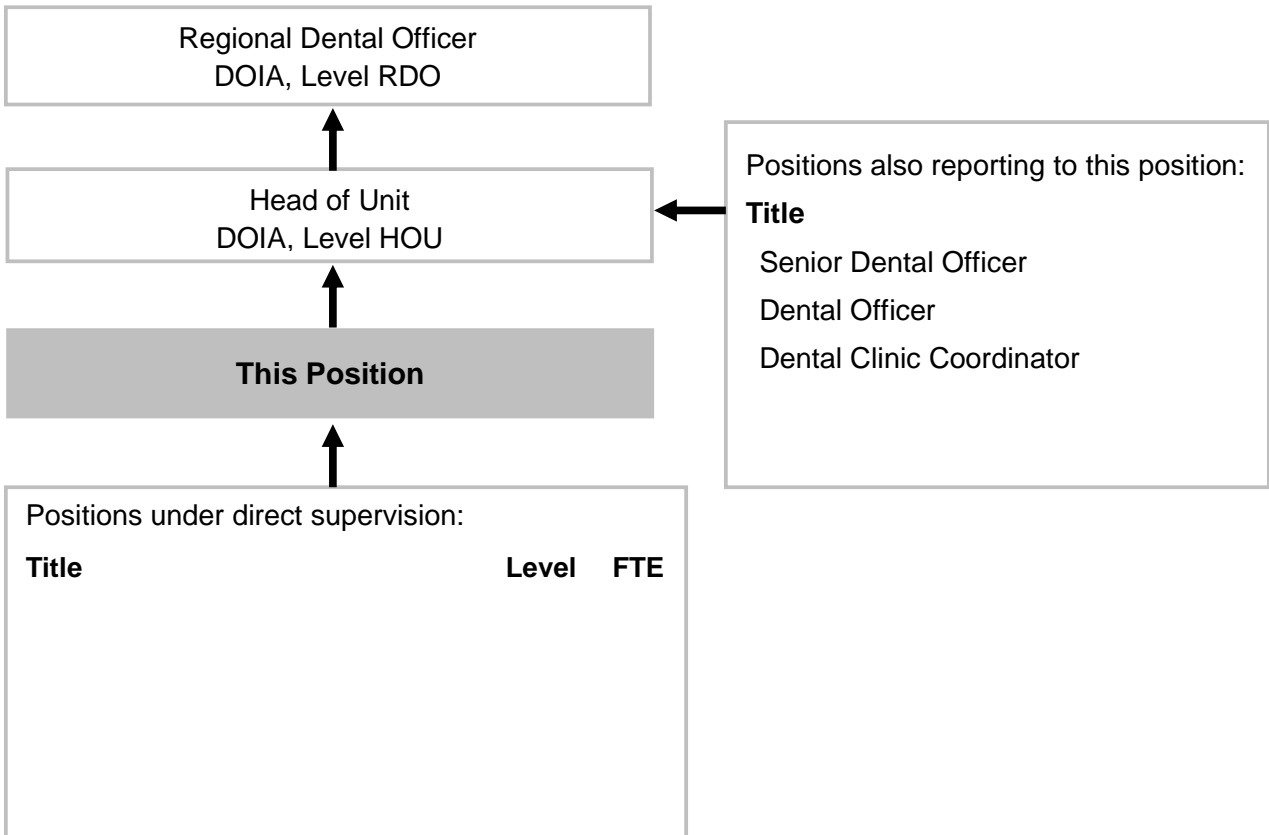 Regional Dental Officer
DOIA, Level RDO
Head of Unit
DOIA, Level HOU
This Position
Positions also reporting to this position:
Title
Senior Dental Officer
Dental Officer
Dental Clinic Coordinator
Positions under direct supervision:
Title Level FTE